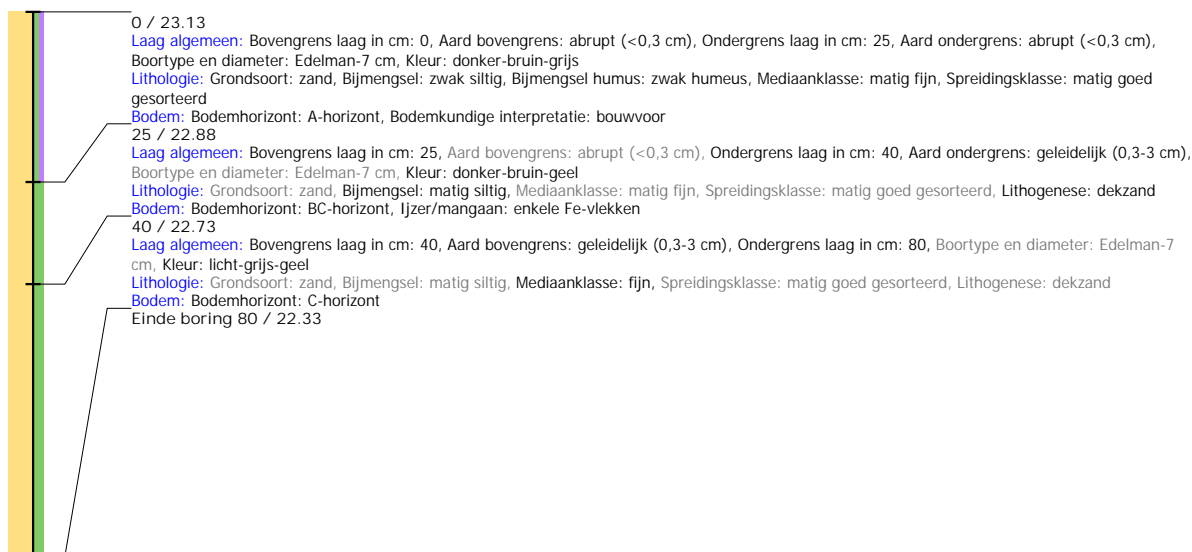 0 / 23.13
Laag algemeen: Bovengrens laag in cm: 0, Aard bovengrens: abrupt (<0,3 cm), Ondergrens laag in cm: 25, Aard ondergrens: abrupt (<0,3 cm),
Boortype en diameter: Edelman-7 cm, Kleur: donker-bruin-grijs
Lithologie: Grondsoort: zand, Bijmengsel: zwak siltig, Bijmengsel humus: zwak humeus, Mediaanklasse: matig fijn, Spreidingsklasse: matig goed
gesorteerd
Bodem: Bodemhorizont: A-horizont, Bodemkundige interpretatie: bouwvoor
25 / 22.88
Laag algemeen: Bovengrens laag in cm: 25, Aard bovengrens: abrupt (<0,3 cm), Ondergrens laag in cm: 40, Aard ondergrens: geleidelijk (0,3-3 cm),
Boortype en diameter: Edelman-7 cm, Kleur: donker-bruin-geel
Lithologie: Grondsoort: zand, Bijmengsel: matig siltig, Mediaanklasse: matig fijn, Spreidingsklasse: matig goed gesorteerd, Lithogenese: dekzand
Bodem: Bodemhorizont: BC-horizont, Ijzer/mangaan: enkele Fe-vlekken
40 / 22.73
Laag algemeen: Bovengrens laag in cm: 40, Aard bovengrens: geleidelijk (0,3-3 cm), Ondergrens laag in cm: 80, Boortype en diameter: Edelman-7
cm, Kleur: licht-grijs-geel
Lithologie: Grondsoort: zand, Bijmengsel: matig siltig, Mediaanklasse: fijn, Spreidingsklasse: matig goed gesorteerd, Lithogenese: dekzand
Bodem: Bodemhorizont: C-horizont
Einde boring 80 / 22.33